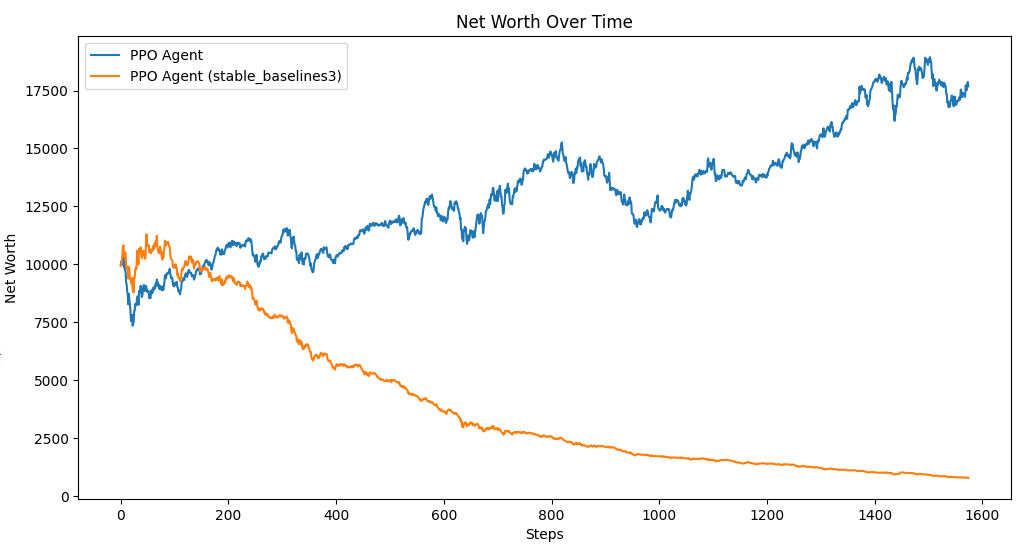 Net Worth Over Time
PPO Agent
PPO Agent (stable_baselines3)
Net Worth
17500
15000
12500
10000
7500
5000
2500
0
0 200 400 600 800 1000 1200 1400 1600
Steps